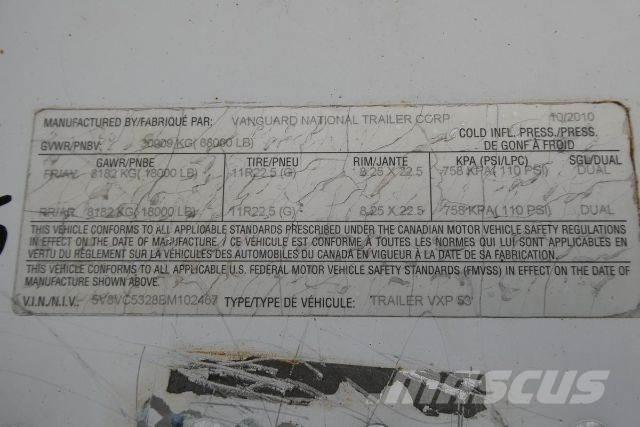 MANUFACTURED BY/FABRIQUÉ PAR: VANGUARD NATIONAL TRAILER CORP 10/2010
GVWR/PNBV: KG( 68000 LB) COLD INFL. PRESS./PRESS. DE GONF À FROID
GAWR/PNBE TIRE/PNEU RIM/JANTE KPA (PSI/LPC) SGL/DUAL
FR/AV 8182 KG( 18000 LB) 11R22.5 (G) 8.25 X 22.5 758 KPA( 110 PSI) DUAL
RR/AR 8182 KG( 18000 LB) 11R22.5 (G) 8.25 X 22.5 758 KPA( 110 PSI) DUAL
THIS VEHICLE CONFORMS TO ALL APPLICABLE STANDARDS PRESCRIBED UNDER THE CANADIAN MOTOR VEHICLE SAFETY REGULATIONS
IN EFFECT ON THE DATE OF MANUFACTURE / CE VÉHICULE EST CONFORME À TOUTES LES NORMES QUI LUI SONT APPLICABLES EN
VERTU DU RÈGLEMENT SUR LA SÉCURITÉ DES VÉHICULES AUTOMOBILES DU CANADA EN VIGUEUR À LA DATE DE SA FABRICATION.
THIS VEHICLE CONFORMS TO ALL APPLICABLE U.S. FEDERAL MOTOR VEHICLE SAFETY STANDARDS (FMVSS) IN EFFECT ON THE DATE OF
MANUFACTURE SHOWN ABOVE.
V.I.N./N.I.V. 5V8VC5328BM102467 TYPE/TYPE DE VÉHICULE: TRAILER VXP 53
mascus